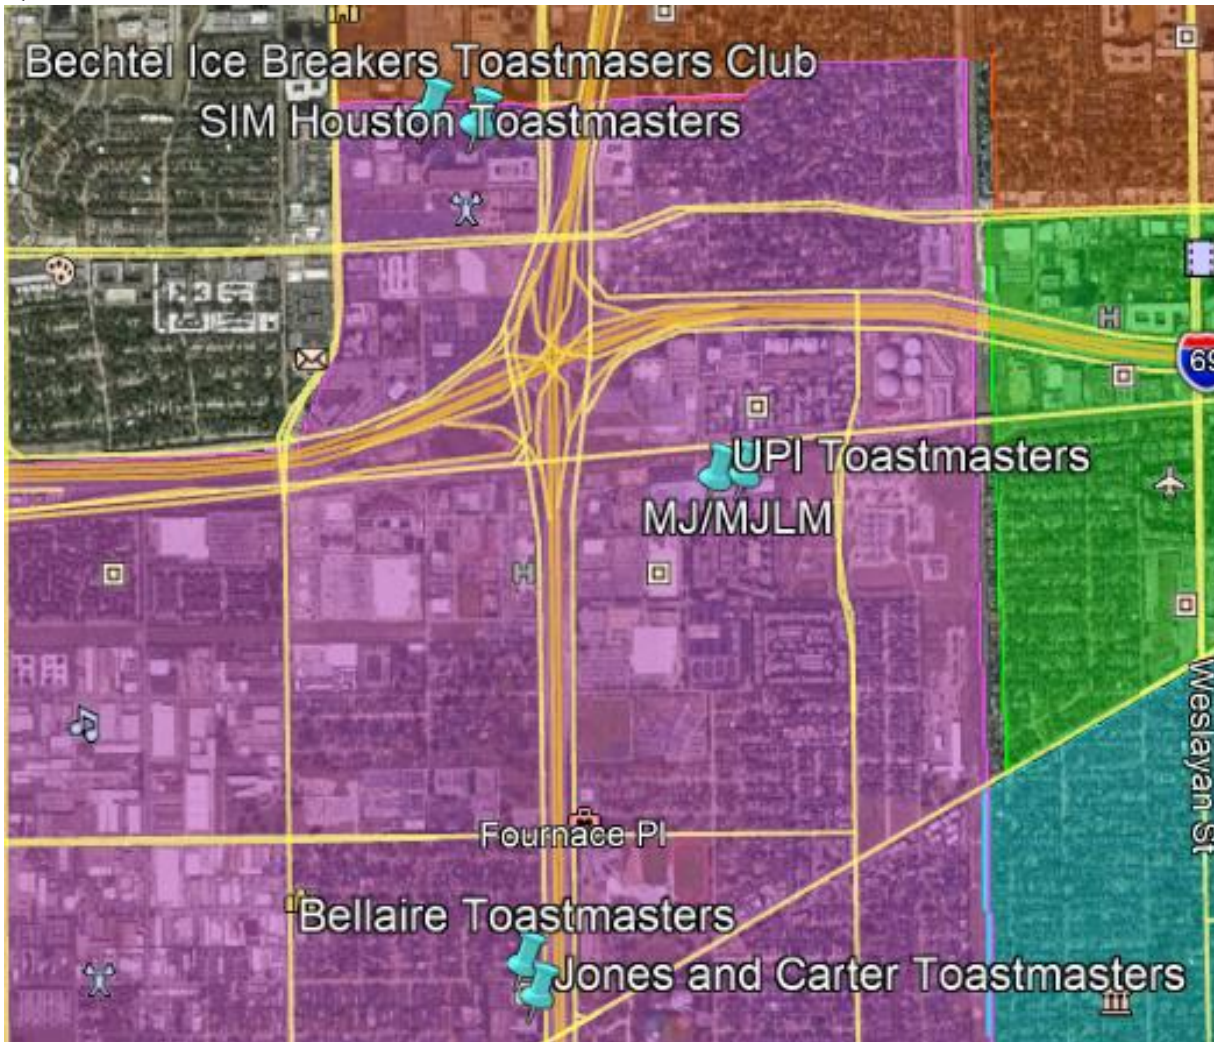 Bechtel Ice Breakers Toastmasers Club
SIM Houston Toastmasters
H
69
UPI Toastmasters
MJ/MJLM
H
Weslayan St
Fournace Pl
Bellaire Toastmasters
Jones and Carter Toastmasters